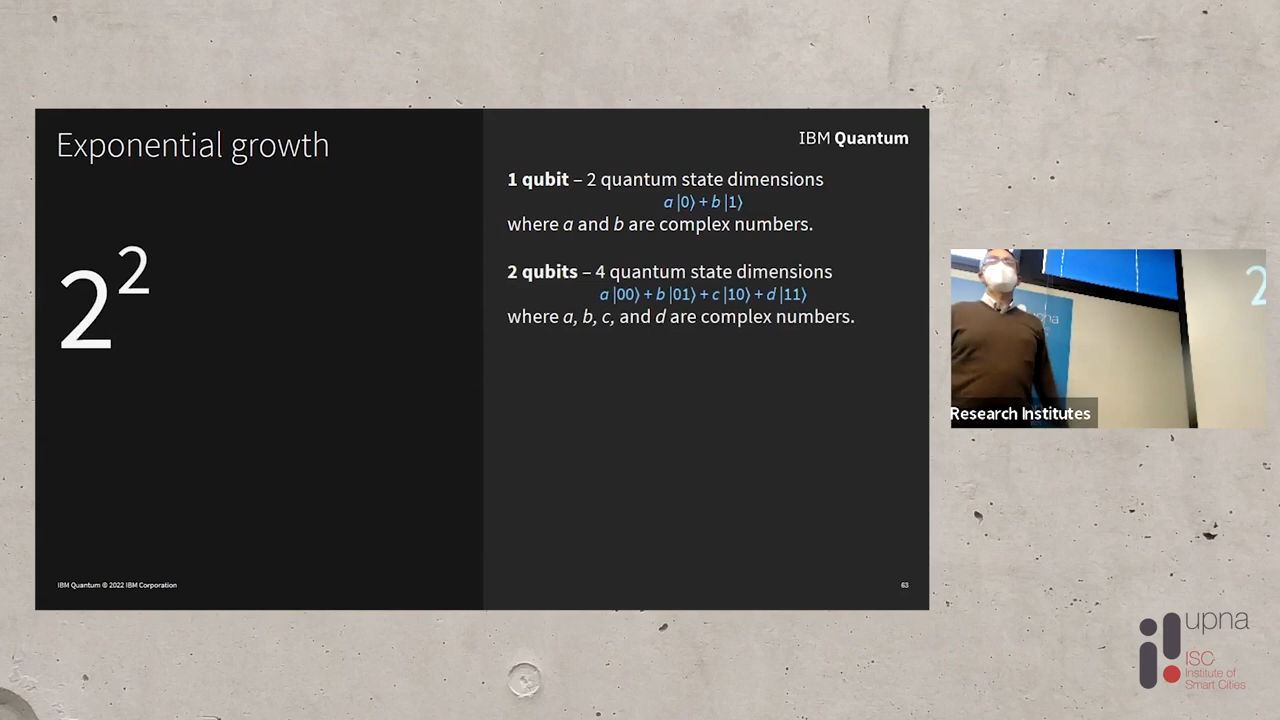 Exponential growth
IBM Quantum
1 qubit – 2 quantum state dimensions
a |0⟩ + b |1⟩
where a and b are complex numbers.
2²
2 qubits – 4 quantum state dimensions
a |00⟩ + b |01⟩ + c |10⟩ + d |11⟩
where a, b, c, and d are complex numbers.
IBM Quantum © 2022 IBM Corporation
63
2
upna
Research Institutes
upna
ISC
Institute of
Smart Cities